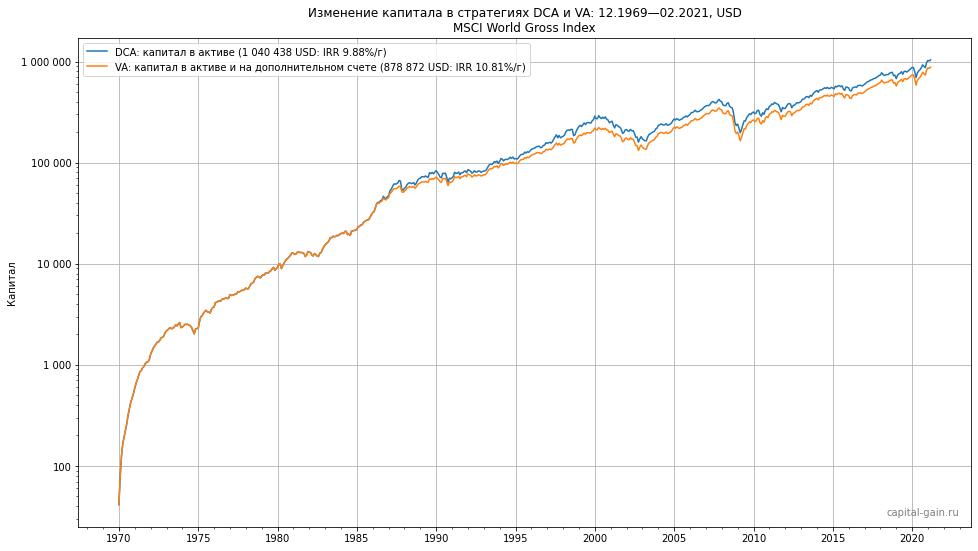 Изменение капитала в стратегиях DCA и VA: 12.1969—02.2021, USD
MSCI World Gross Index
DCA: капитал в активе (1 040 438 USD: IRR 9.88%/г)
VA: капитал в активе и на дополнительном счете (878 872 USD: IRR 10.81%/г)
Капитал
1 000 000
100 000
10 000
1 000
100
capital-gain.ru
1970 1975 1980 1985 1990 1995 2000 2005 2010 2015 2020